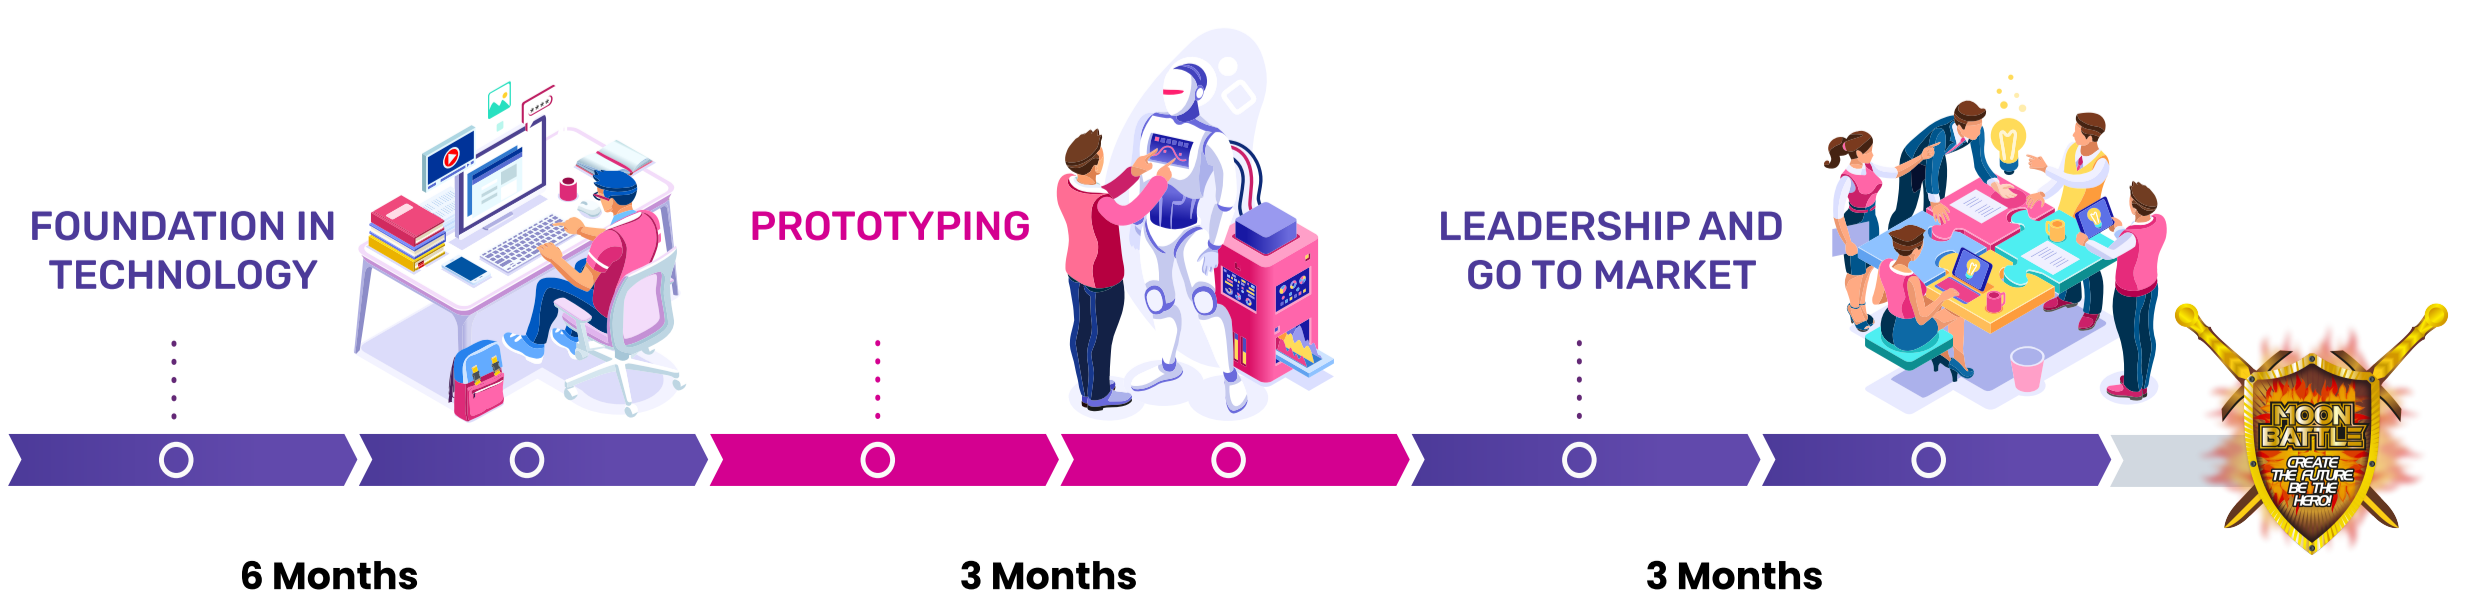 FOUNDATION IN
TECHNOLOGY
PROTOTYPING
LEADERSHIP AND
GO TO MARKET
MOON
BATTLE
CREATE
THE FUTURE
BE THE
HERO!
6 Months
3 Months
3 Months